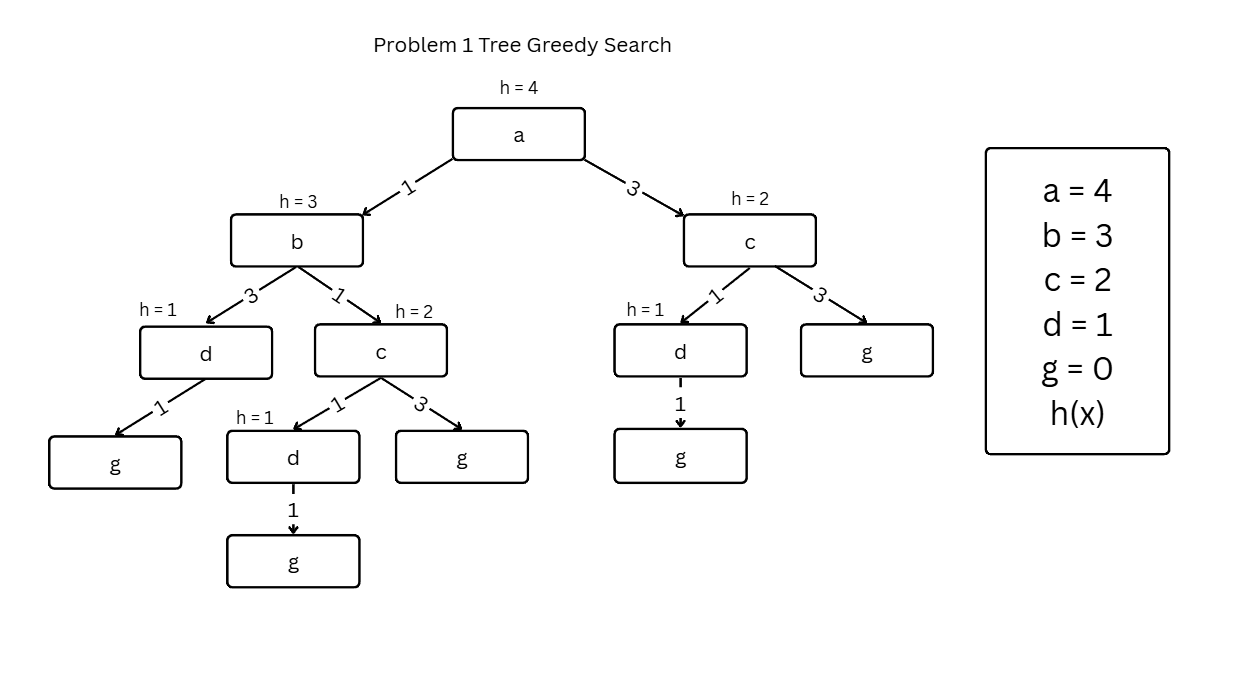 Problem 1 Tree Greedy Search
h = 4
a
1
3
h = 3
b
h = 2
c
3
1
1
3
h = 1
d
h = 2
c
h = 1
d
g
1
1
3
1
g
h = 1
d
g
g
1
g
a = 4
b = 3
c = 2
d = 1
g = 0
h(x)